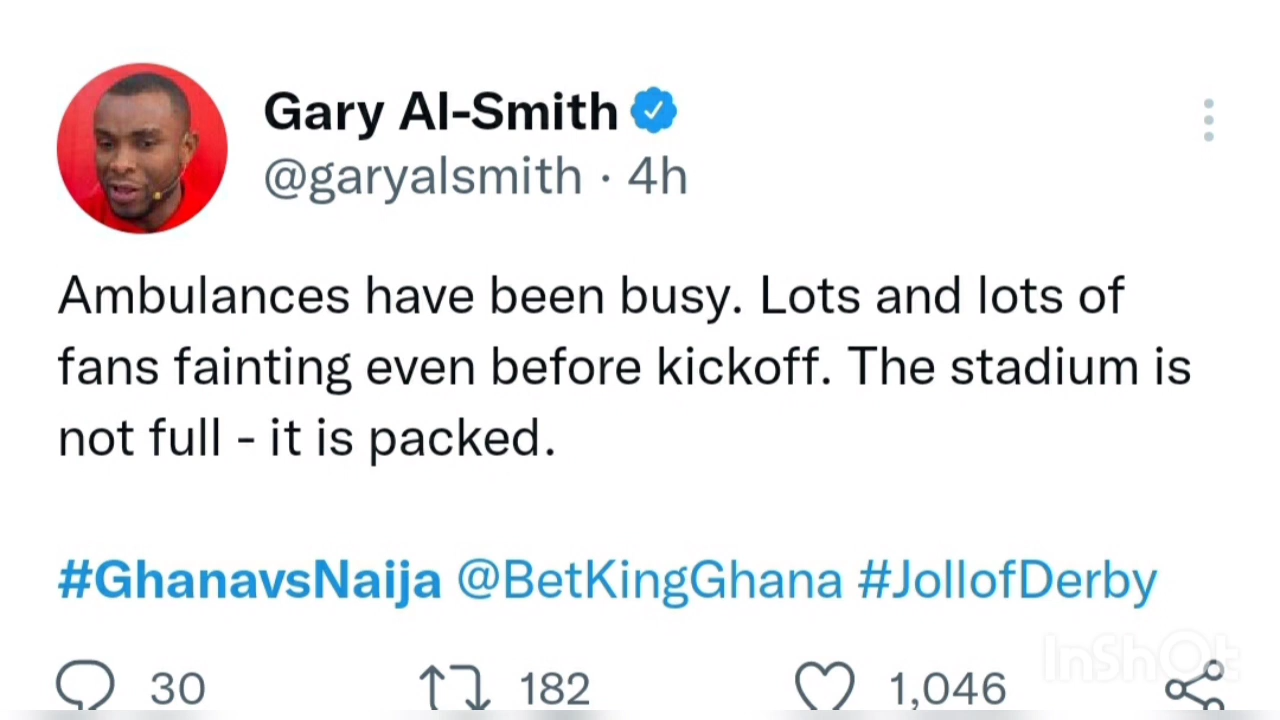 Gary Al-Smith
@garyalsmith · 4h
Ambulances have been busy. Lots and lots of
fans fainting even before kickoff. The stadium is
not full - it is packed.
#GhanavsNaija @BetKingGhana #JollofDerby
30 182 1,046
InShOt